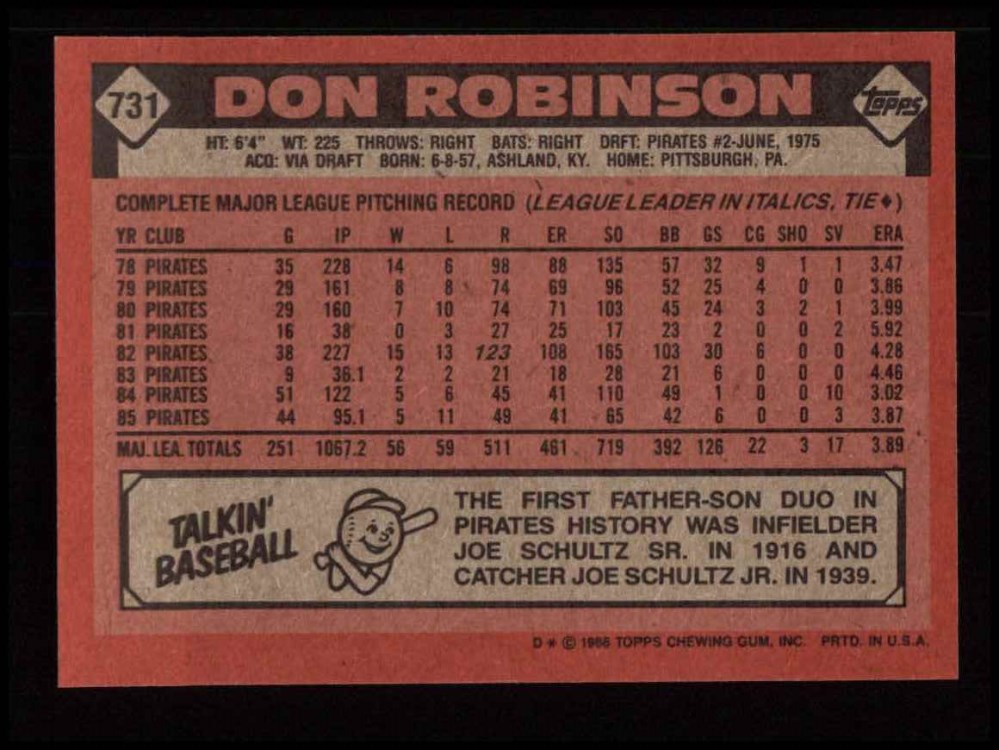 731 DON ROBINSON Topps
HT: 6'4" WT: 225 THROWS: RIGHT BATS: RIGHT DRFT: PIRATES #2-JUNE, 1975
ACQ: VIA DRAFT BORN: 6-8-57, ASHLAND, KY. HOME: PITTSBURGH, PA.
COMPLETE MAJOR LEAGUE PITCHING RECORD (LEAGUE LEADER IN ITALICS, TIE♦)
YR CLUB G IP W L R ER SO BB GS CG SHO SV ERA
78 PIRATES 35 228 14 6 98 88 135 57 32 9 1 1 3.47
79 PIRATES 29 161 8 8 74 69 96 52 25 4 0 0 3.86
80 PIRATES 29 160 7 10 74 71 103 45 24 3 2 1 3.99
81 PIRATES 16 38 0 3 27 25 17 23 2 0 0 2 5.92
82 PIRATES 38 227 15 13 123 108 165 103 30 6 0 0 4.28
83 PIRATES 9 36.1 2 2 21 18 28 21 6 0 0 0 4.46
84 PIRATES 51 122 5 6 45 41 110 49 1 0 0 10 3.02
85 PIRATES 44 95.1 5 11 49 41 65 42 6 0 0 3 3.87
MAJ. LEA. TOTALS 251 1067.2 56 59 511 461 719 392 126 22 3 17 3.89
TALKIN'
BASEBALL
THE FIRST FATHER-SON DUO IN
PIRATES HISTORY WAS INFIELDER
JOE SCHULTZ SR. IN 1916 AND
CATCHER JOE SCHULTZ JR. IN 1939.
D * © 1986 TOPPS CHEWING GUM, INC. PRTD. IN U.S.A.